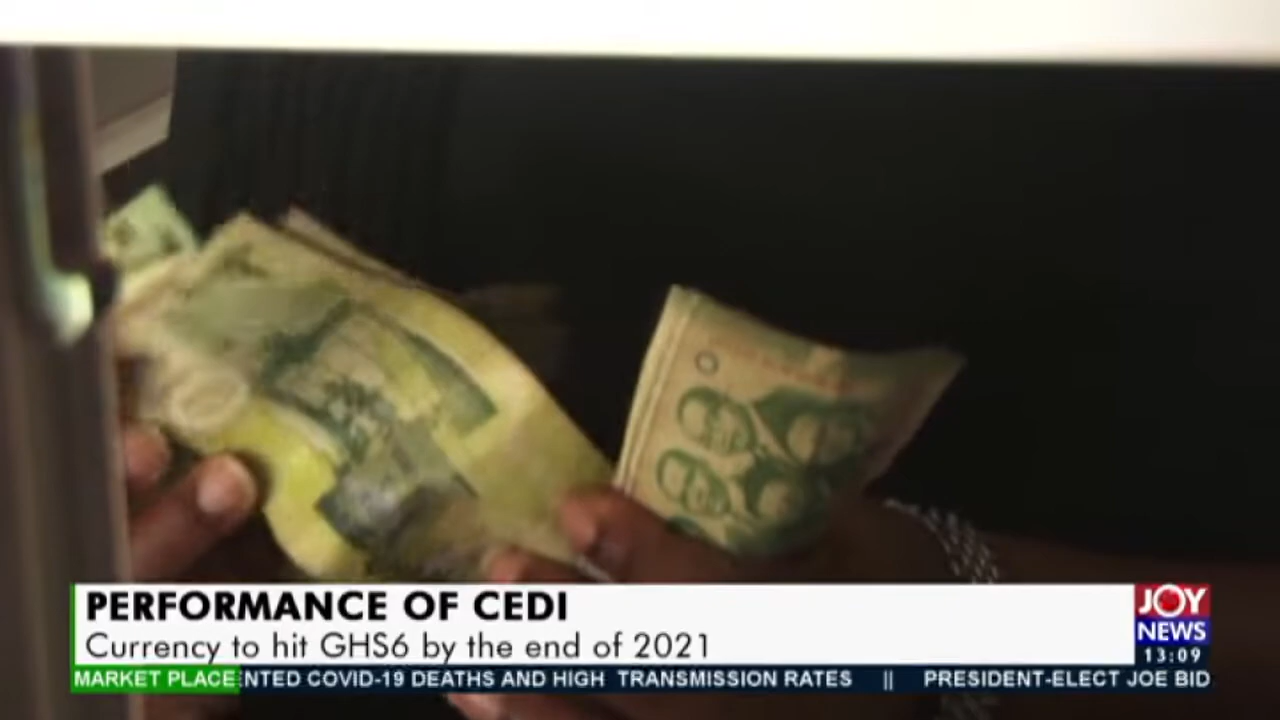 PERFORMANCE OF CEDI
Currency to hit GHS6 by the end of 2021
JOY
NEWS
13:09
MARKET PLACE
NTED COVID-19 DEATHS AND HIGH TRANSMISSION RATES || PRESIDENT-ELECT JOE BID